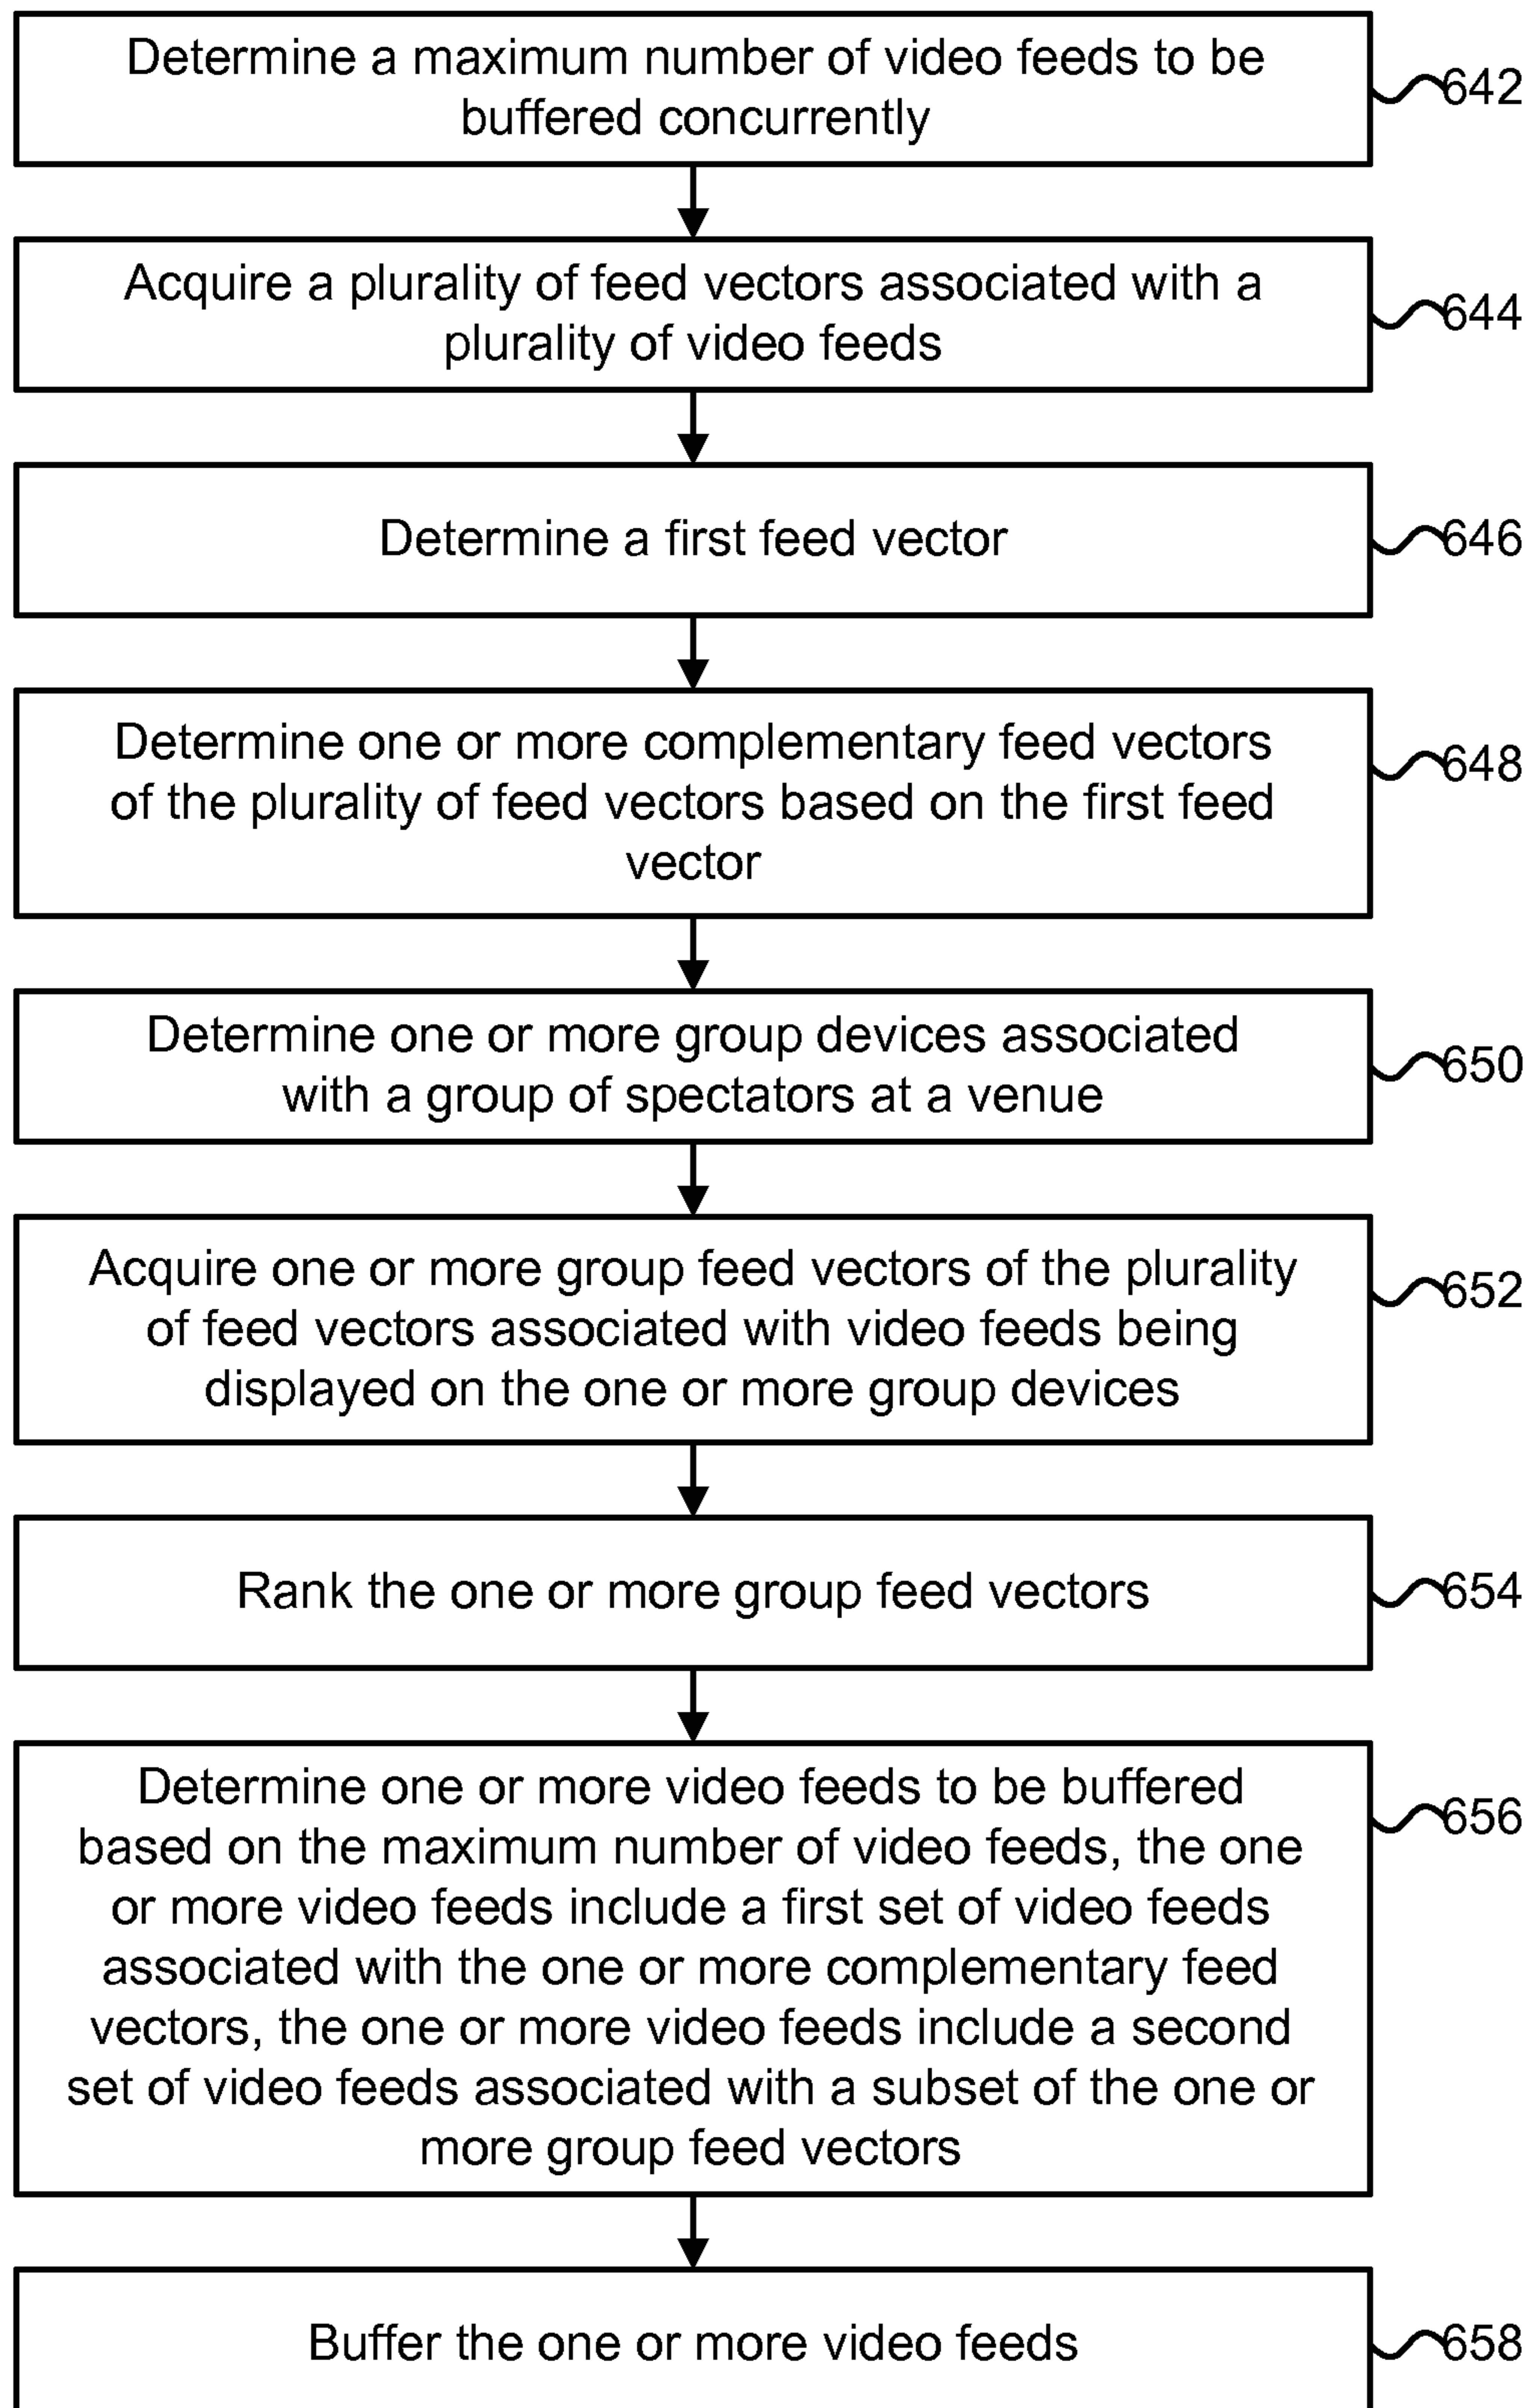 Determine a maximum number of video feeds to be
buffered concurrently
642
Acquire a plurality of feed vectors associated with a
plurality of video feeds
644
Determine a first feed vector
646
Determine one or more complementary feed vectors
of the plurality of feed vectors based on the first feed
vector
648
Determine one or more group devices associated
with a group of spectators at a venue
650
Acquire one or more group feed vectors of the plurality
of feed vectors associated with video feeds being
displayed on the one or more group devices
652
Rank the one or more group feed vectors
654
Determine one or more video feeds to be buffered
based on the maximum number of video feeds, the one
or more video feeds include a first set of video feeds
associated with the one or more complementary feed
vectors, the one or more video feeds include a second
set of video feeds associated with a subset of the one or
more group feed vectors
656
Buffer the one or more video feeds
658